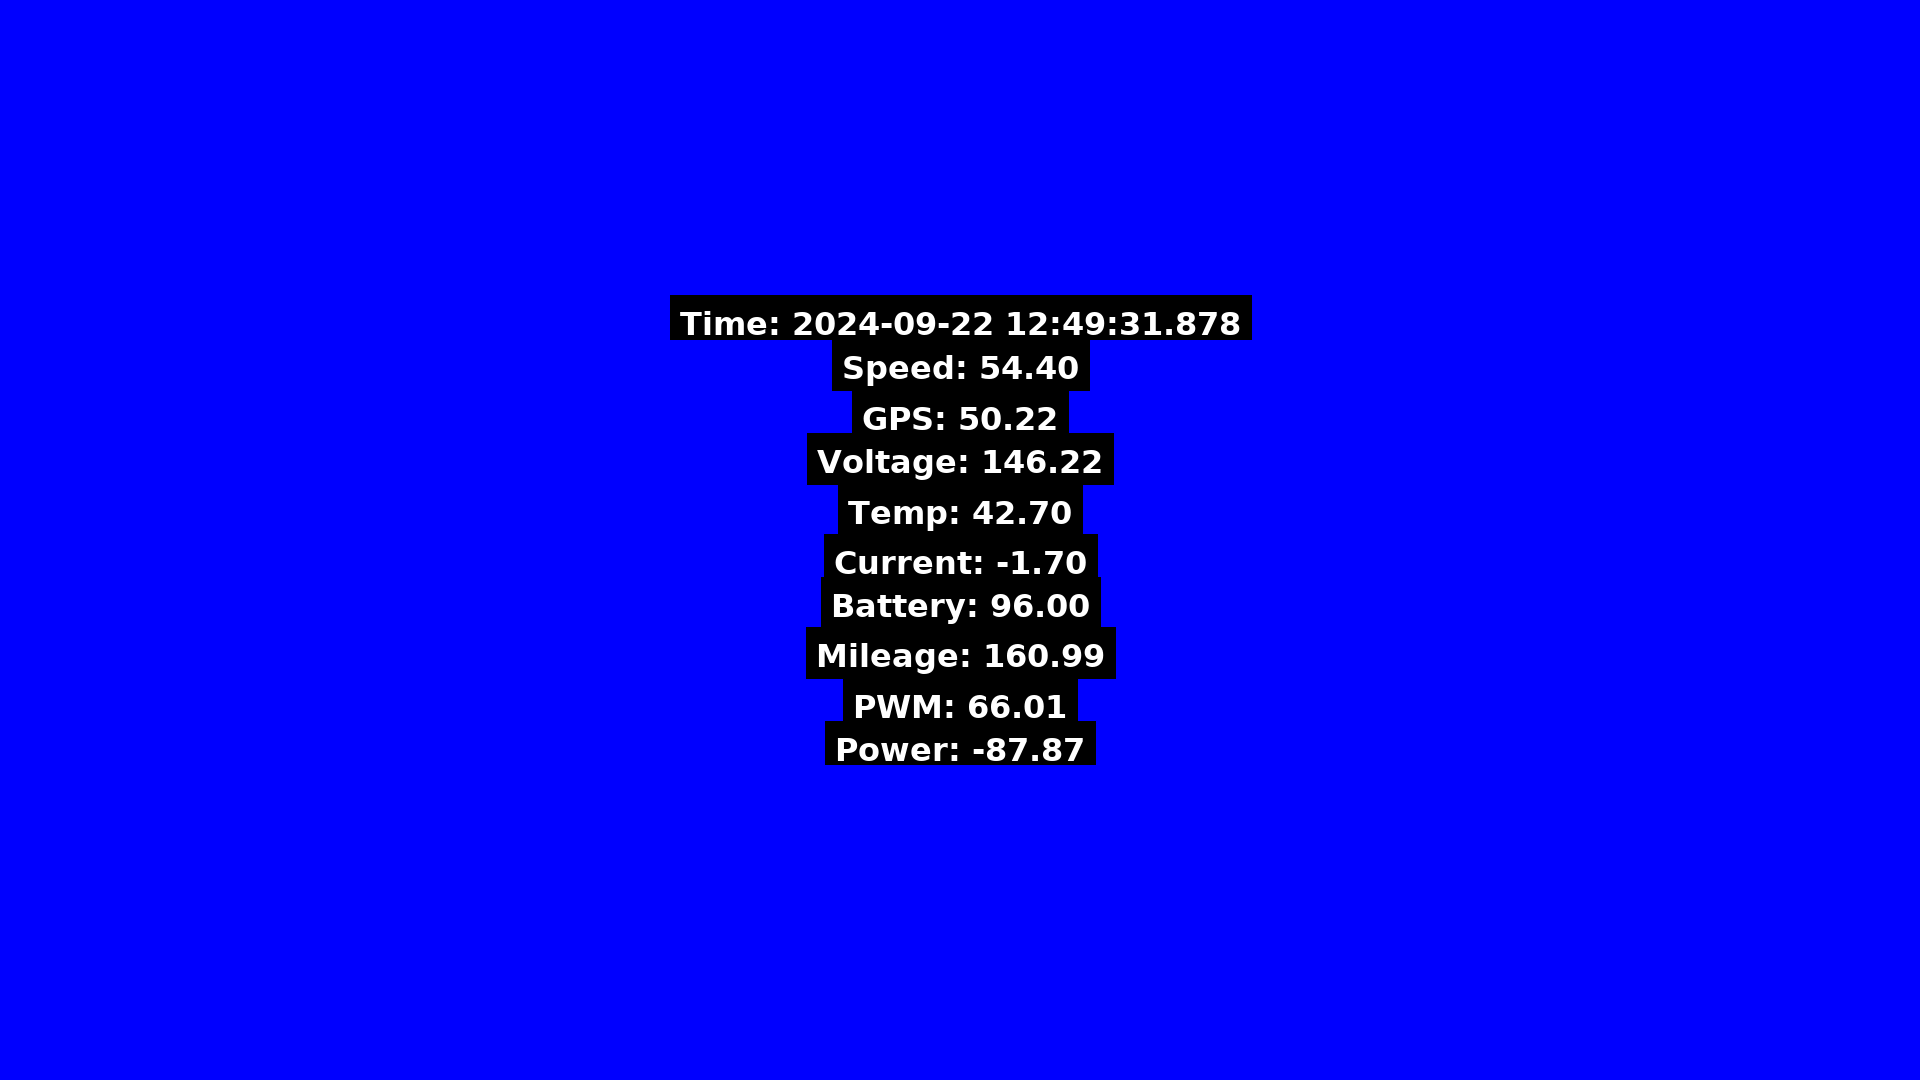 Time: 2024-09-22 12:49:31.878
Speed: 54.40
GPS: 50.22
Voltage: 146.22
Temp: 42.70
Current: -1.70
Battery: 96.00
Mileage: 160.99
PWM: 66.01
Power: -87.87